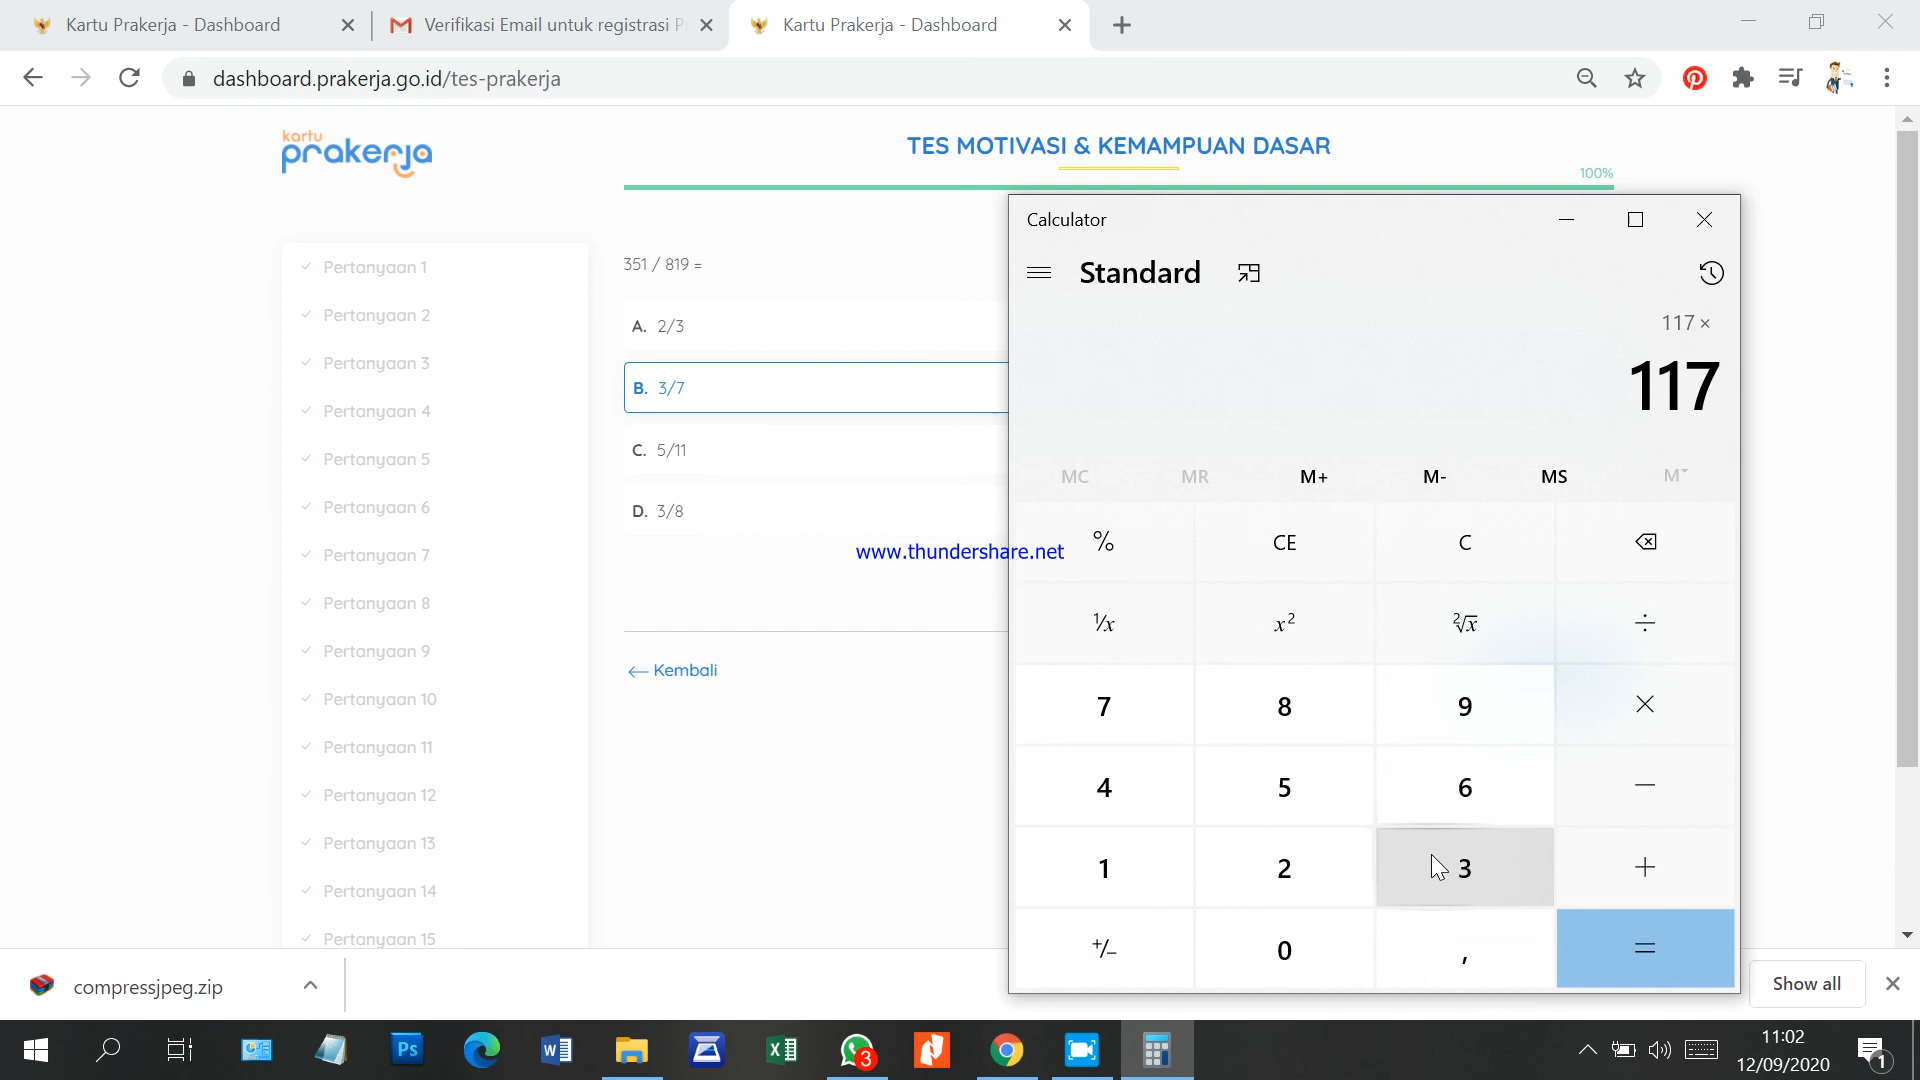 Kartu Prakerja - Dashboard
Verifikasi Email untuk registrasi P
Kartu Prakerja - Dashboard
dashboard.prakerja.go.id/tes-prakerja
kartu
prakerja
TES MOTIVASI & KEMAMPUAN DASAR
100%
Pertanyaan 1
Pertanyaan 2
Pertanyaan 3
Pertanyaan 4
Pertanyaan 5
Pertanyaan 6
Pertanyaan 7
Pertanyaan 8
Pertanyaan 9
Pertanyaan 10
Pertanyaan 11
Pertanyaan 12
Pertanyaan 13
Pertanyaan 14
Pertanyaan 15
351 / 819 =
A. 2/3
B. 3/7
C. 5/11
D. 3/8
www.thundershare.net
← Kembali
Calculator
Standard
117 ×
117
MC MR M+ M- MS M˅
% CE C
⅟x x² ²√x ÷
7 8 9 ×
4 5 6 −
1 2 3 +
+/− 0 , =
compressjpeg.zip
Show all
Ps
3
11:02
12/09/2020
1